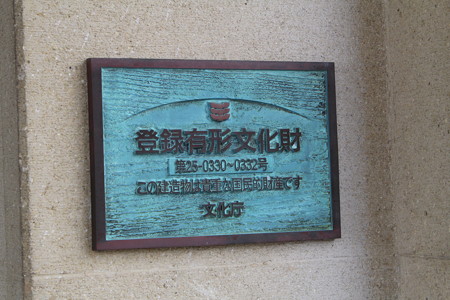 登録有形文化財
第25-0330~0332号
この建造物は貴重な国民的財産です
文化庁